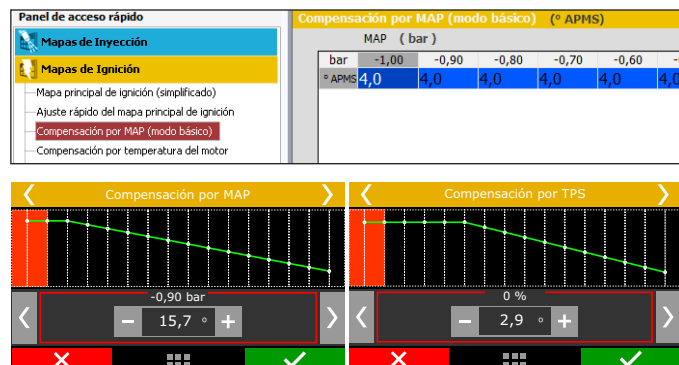 Panel de acceso rápido
Compensación por MAP (modo básico) (° APMS)
Mapas de Inyección
MAP ( bar )
bar -1,00 -0,90 -0,80 -0,70 -0,60
Mapas de Ignición
° APMS 4,0 4,0 4,0 4,0 4,0 4,0
Mapa principal de ignición (simplificado)
Ajuste rápido del mapa principal de ignición
Compensación por MAP (modo básico)
Compensación por temperatura del motor
Compensación por MAP
-0,90 bar
− 15,7 ° +
Compensación por TPS
0 %
− 2,9 ° +